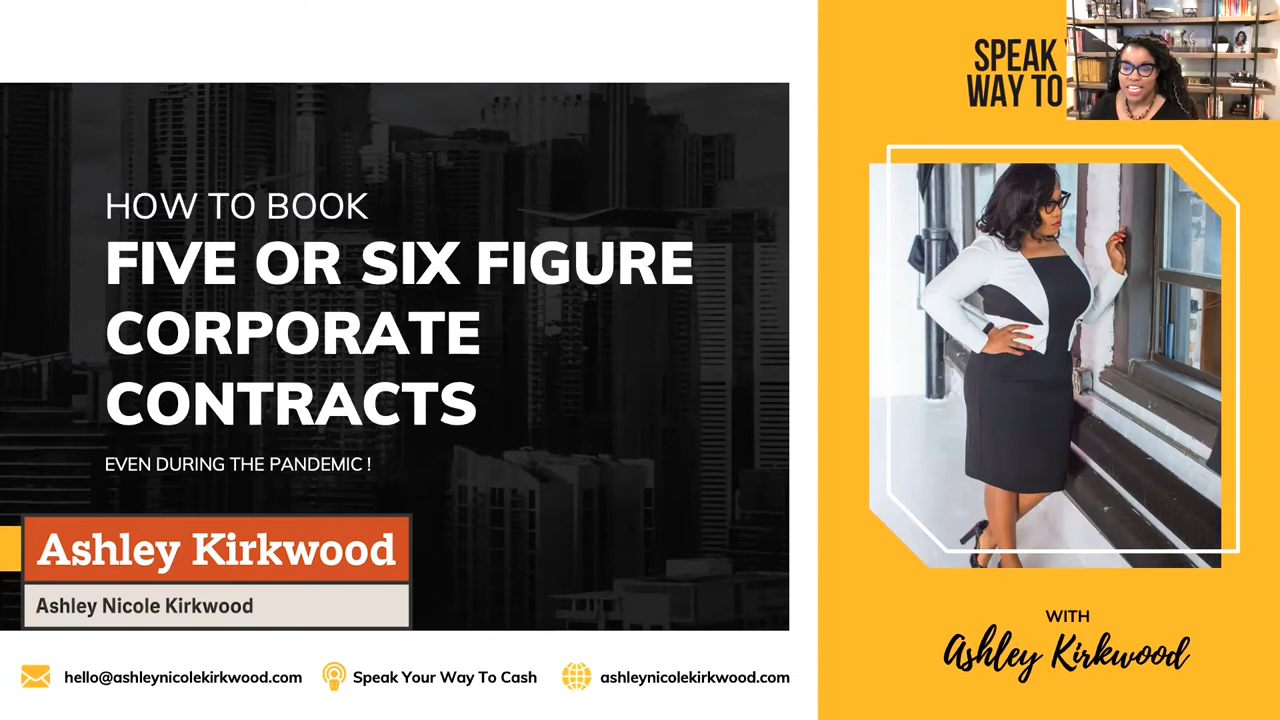 SPEAK
WAY TO
HOW TO BOOK
FIVE OR SIX FIGURE
CORPORATE
CONTRACTS
EVEN DURING THE PANDEMIC !
Ashley Kirkwood
Ashley Nicole Kirkwood
hello@ashleynicolekirkwood.com
Speak Your Way To Cash
ashleynicolekirkwood.com
WITH
Ashley Kirkwood